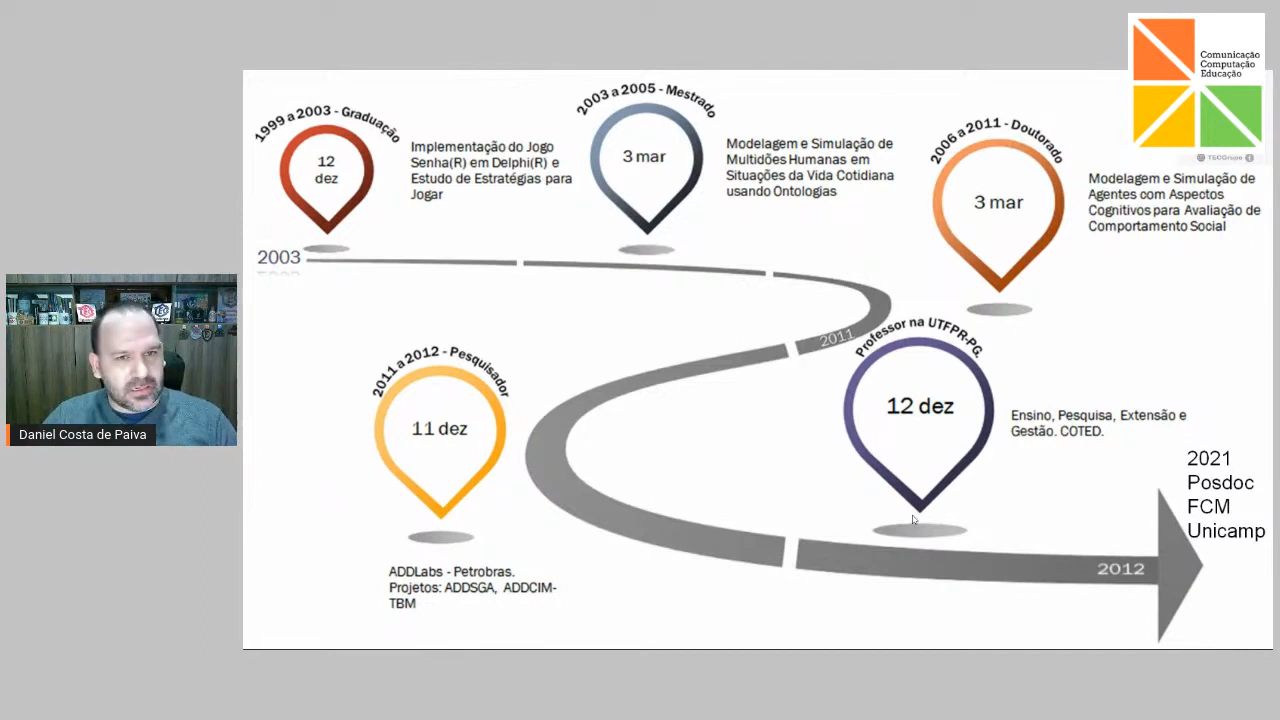 Comunicação
Computação
Educação
TECGrupo
1999 a 2003 - Graduação
12
dez
Implementação do Jogo
Senha(R) em Delphi(R) e
Estudo de Estratégias para
Jogar
2003 a 2005 - Mestrado
3 mar
Modelagem e Simulação de
Multidões Humanas em
Situações da Vida Cotidiana
usando Ontologias
2006 a 2011 - Doutorado
3 mar
Modelagem e Simulação de
Agentes com Aspectos
Cognitivos para Avaliação de
Comportamento Social
2003
2011
2011 a 2012 - Pesquisador
11 dez
ADDLabs - Petrobras.
Projetos: ADDSGA, ADDCIM-
TBM
Professor na UTFPR-PG.
12 dez
Ensino, Pesquisa, Extensão e
Gestão. COTED.
2021
Posdoc
FCM
Unicamp
2012
Daniel Costa de Paiva